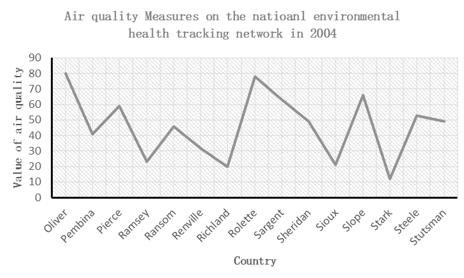 Air quality Measures on the natioanl environmental
health tracking network in 2004
Value of air quality
90
80
70
60
50
40
30
20
10
0
Oliver
Pembina
Pierce
Ramsey
Ransom
Renville
Richland
Rolette
Sargent
Sheridan
Sioux
Slope
Stark
Steele
Stutsman
Country